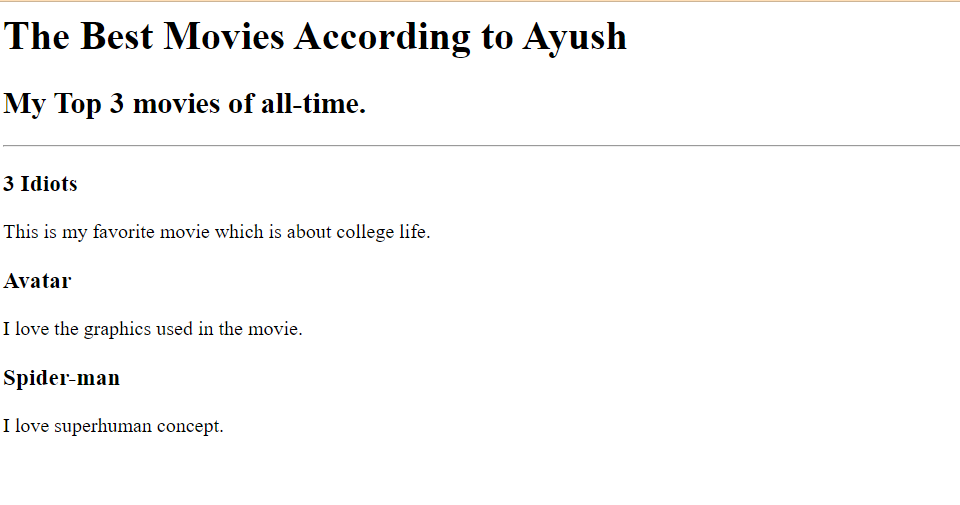 The Best Movies According to Ayush
My Top 3 movies of all-time.
3 Idiots
This is my favorite movie which is about college life.
Avatar
I love the graphics used in the movie.
Spider-man
I love superhuman concept.